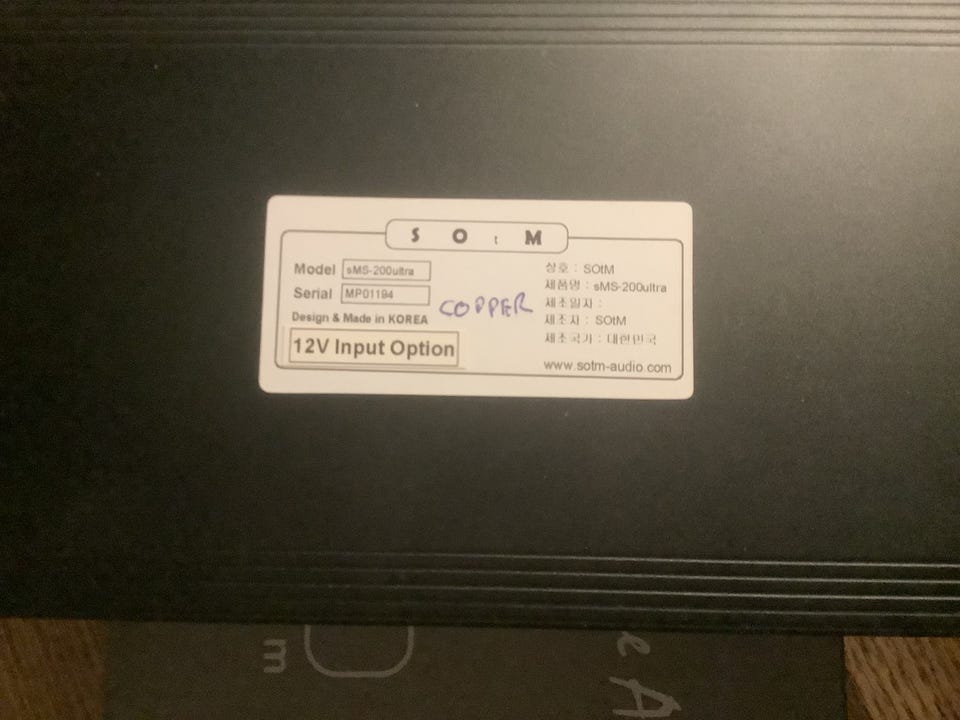 S O t M
Model sMS-200ultra
Serial MP01194
Design & Made in KOREA
12V Input Option
COPPER
상호 : SOtM
제품명 : sMS-200ultra
제조일자 :
제조사 : SOtM
제조국가 : 대한민국
www.sotm-audio.com
m
e A